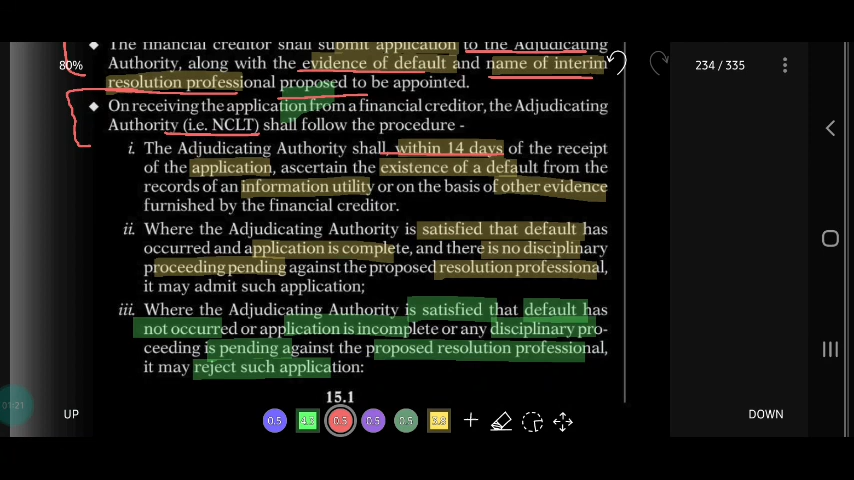 The financial creditor shall submit application to the Adjudicating
80%
Authority, along with the evidence of default and name of interim
234 / 335
resolution professional proposed to be appointed.
◆ On receiving the application from a financial creditor, the Adjudicating
Authority (i.e. NCLT) shall follow the procedure -
i. The Adjudicating Authority shall, within 14 days of the receipt
of the application, ascertain the existence of a default from the
records of an information utility or on the basis of other evidence
furnished by the financial creditor.
ii. Where the Adjudicating Authority is satisfied that default has
occurred and application is complete, and there is no disciplinary
proceeding pending against the proposed resolution professional,
it may admit such application;
iii. Where the Adjudicating Authority is satisfied that default has
not occurred or application is incomplete or any disciplinary pro-
ceeding is pending against the proposed resolution professional,
it may reject such application:
15.1
UP
0.5
0.5
0.5
0.5
DOWN